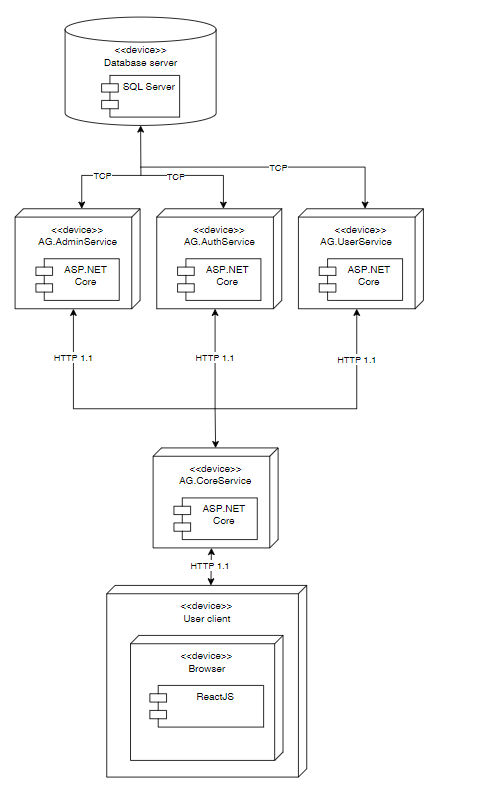 <<device>>
Database server
SQL Server
TCP
TCP
TCP
<<device>>
AG.AdminService
ASP.NET
Core
<<device>>
AG.AuthService
ASP.NET
Core
<<device>>
AG.UserService
ASP.NET
Core
HTTP 1.1
HTTP 1.1
HTTP 1.1
<<device>>
AG.CoreService
ASP.NET
Core
HTTP 1.1
<<device>>
User client
<<device>>
Browser
ReactJS